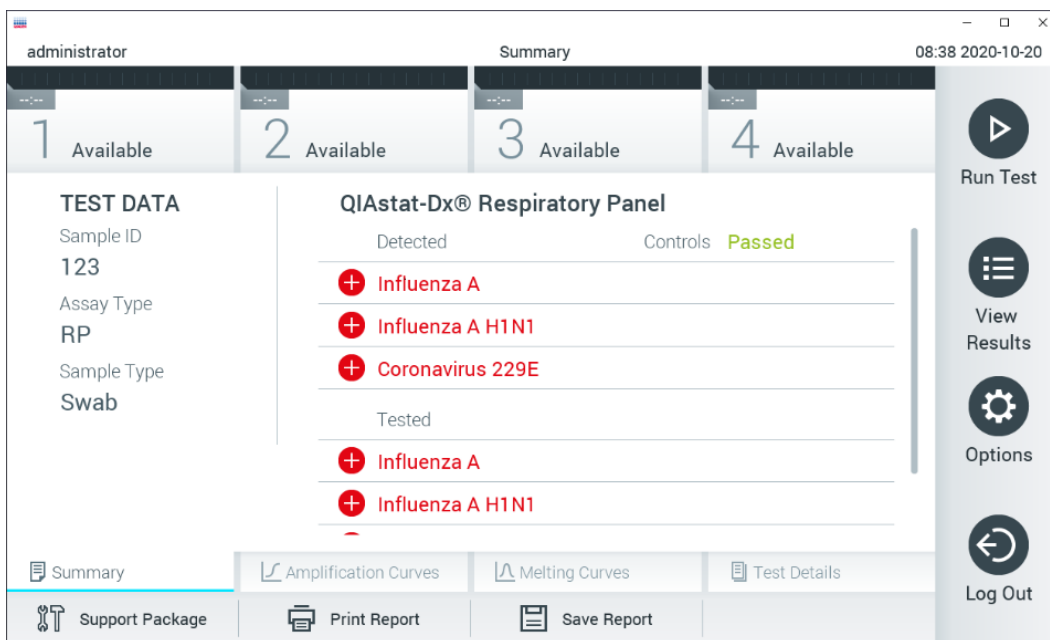 administrator Summary 08:38 2020-10-20
--:-- --:-- --:-- --:--
1 Available 2 Available 3 Available 4 Available
Run Test
TEST DATA
Sample ID
123
Assay Type
RP
Sample Type
Swab
QIAstat-Dx® Respiratory Panel
Detected Controls Passed
Influenza A
Influenza A H1N1
Coronavirus 229E
Tested
Influenza A
Influenza A H1N1
View
Results
Options
Log Out
Summary Amplification Curves Melting Curves Test Details
Support Package Print Report Save Report